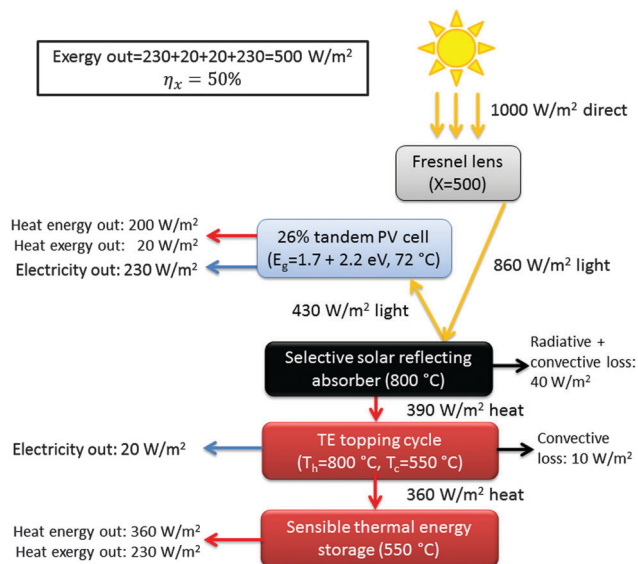 Exergy out=230+20+20+230=500 W/m²
ηₓ = 50%
1000 W/m² direct
Fresnel lens
(X=500)
Heat energy out: 200 W/m²
Heat exergy out: 20 W/m²
Electricity out: 230 W/m²
26% tandem PV cell
(E_g=1.7 + 2.2 eV, 72 °C)
860 W/m² light
430 W/m² light
Selective solar reflecting
absorber (800 °C)
Radiative +
convective loss:
40 W/m²
390 W/m² heat
Electricity out: 20 W/m²
TE topping cycle
(T_h=800 °C, T_c=550 °C)
Convective
loss: 10 W/m²
360 W/m² heat
Heat energy out: 360 W/m²
Heat exergy out: 230 W/m²
Sensible thermal energy
storage (550 °C)